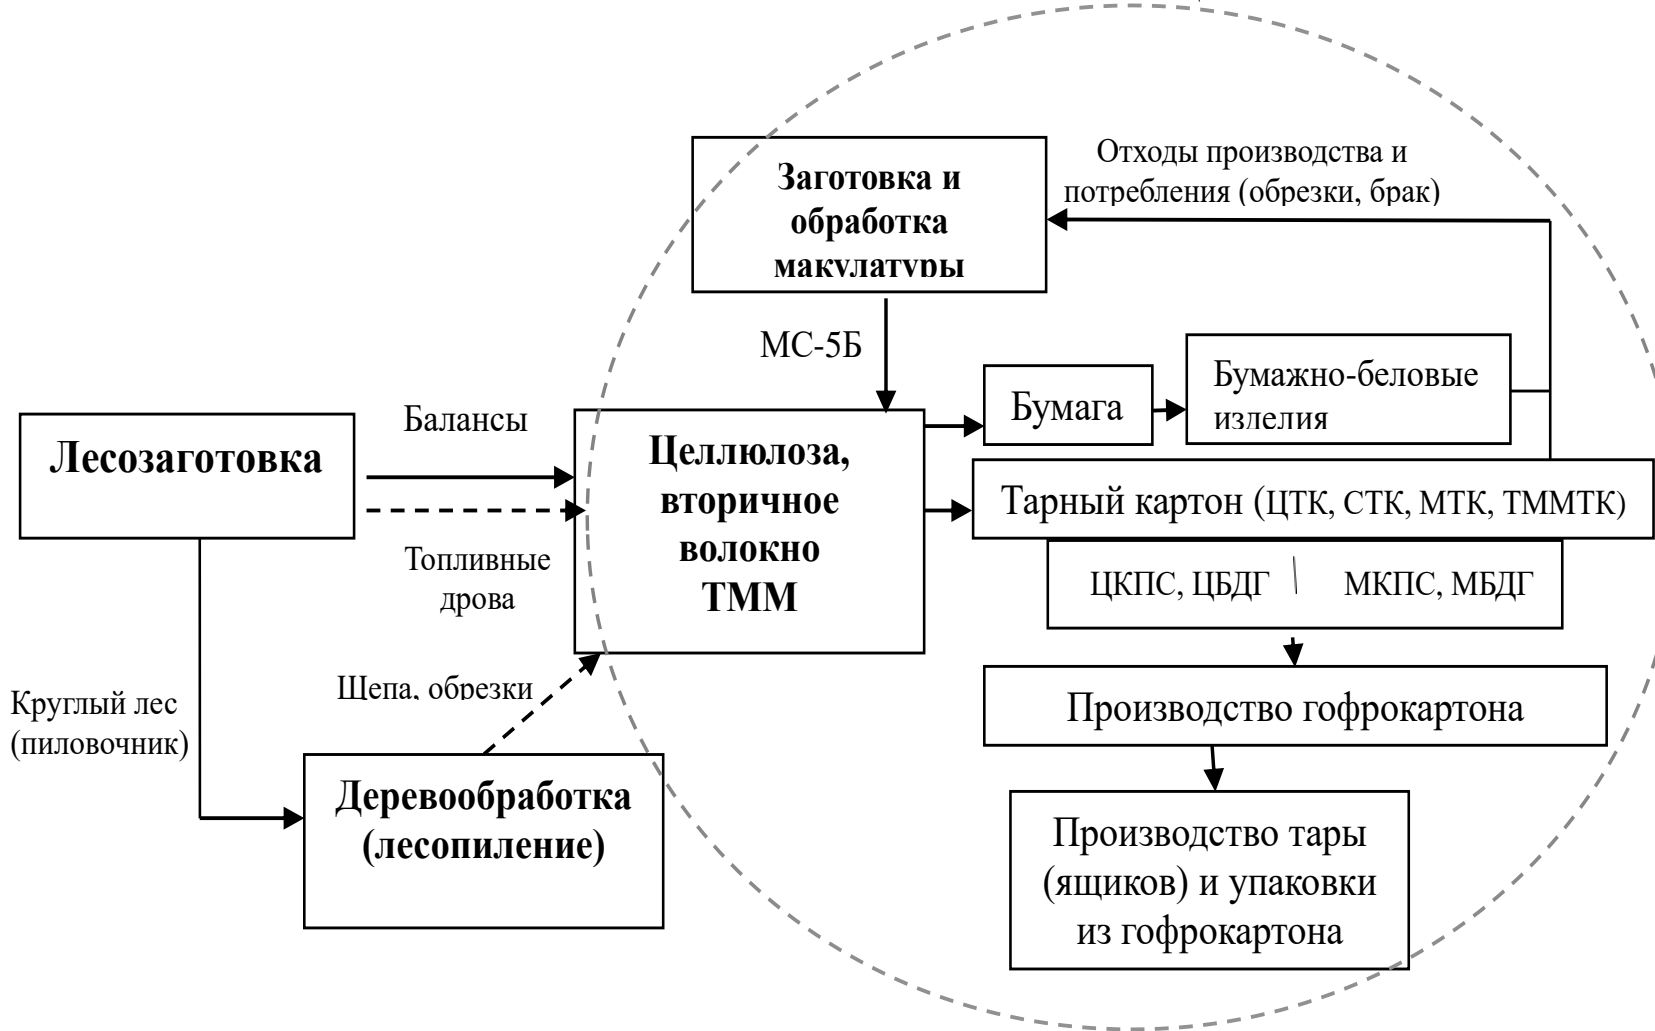 Заготовка и
обработка
макулатуры
Отходы производства и
потребления (обрезки, брак)
МС-5Б
Бумага
Бумажно-беловые
изделия
Балансы
Лесозаготовка
Целлюлоза,
вторичное
волокно
ТММ
Тарный картон (ЦТК, СТК, МТК, ТММТК)
Топливные
дрова
ЦКПС, ЦБДГ \ МКПС, МБДГ
Щепа, обрезки
Круглый лес
(пиловочник)
Производство гофрокартона
Деревообработка
(лесопиление)
Производство тары
(ящиков) и упаковки
из гофрокартона